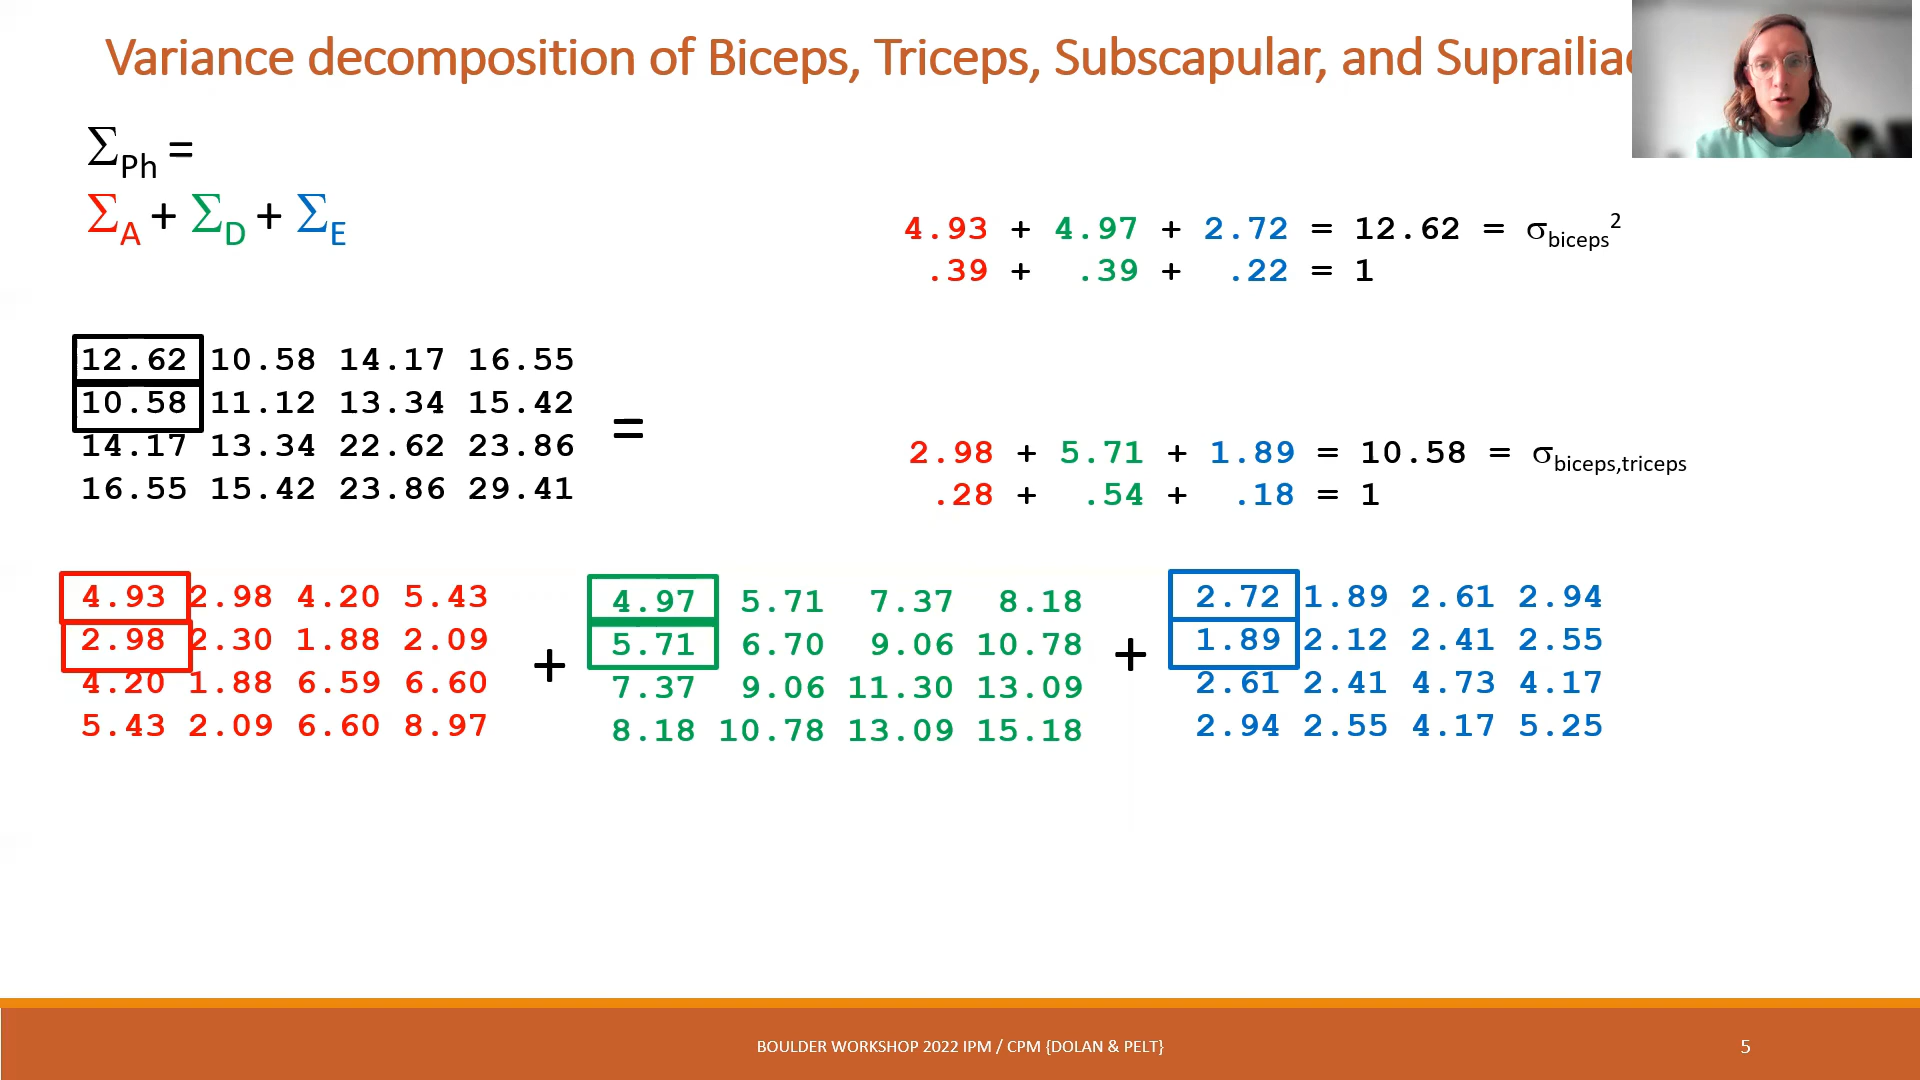 Variance decomposition of Biceps, Triceps, Subscapular, and Suprailiac
Σ_Ph =
Σ_A + Σ_D + Σ_E
4.93 + 4.97 + 2.72 = 12.62 = σ_biceps²
.39 + .39 + .22 = 1
12.62 10.58 14.17 16.55
10.58 11.12 13.34 15.42
14.17 13.34 22.62 23.86
16.55 15.42 23.86 29.41
=
2.98 + 5.71 + 1.89 = 10.58 = σ_biceps,triceps
.28 + .54 + .18 = 1
4.93 2.98 4.20 5.43
2.98 2.30 1.88 2.09
4.20 1.88 6.59 6.60
5.43 2.09 6.60 8.97
+
4.97 5.71 7.37 8.18
5.71 6.70 9.06 10.78
7.37 9.06 11.30 13.09
8.18 10.78 13.09 15.18
+
2.72 1.89 2.61 2.94
1.89 2.12 2.41 2.55
2.61 2.41 4.73 4.17
2.94 2.55 4.17 5.25
BOULDER WORKSHOP 2022 IPM / CPM {DOLAN & PELT}
5